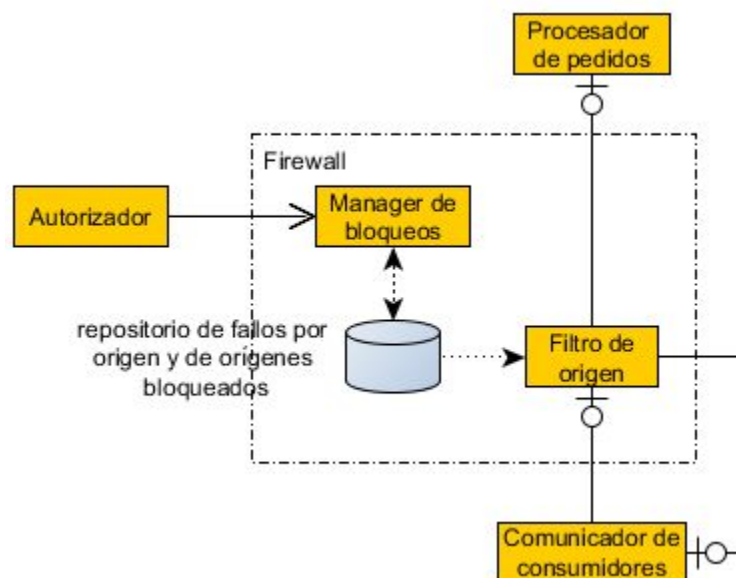 Procesador
de pedidos
Firewall
Autorizador
Manager de
bloqueos
repositorio de fallos por
origen y de orígenes
bloqueados
Filtro de
origen
Comunicador de
consumidores